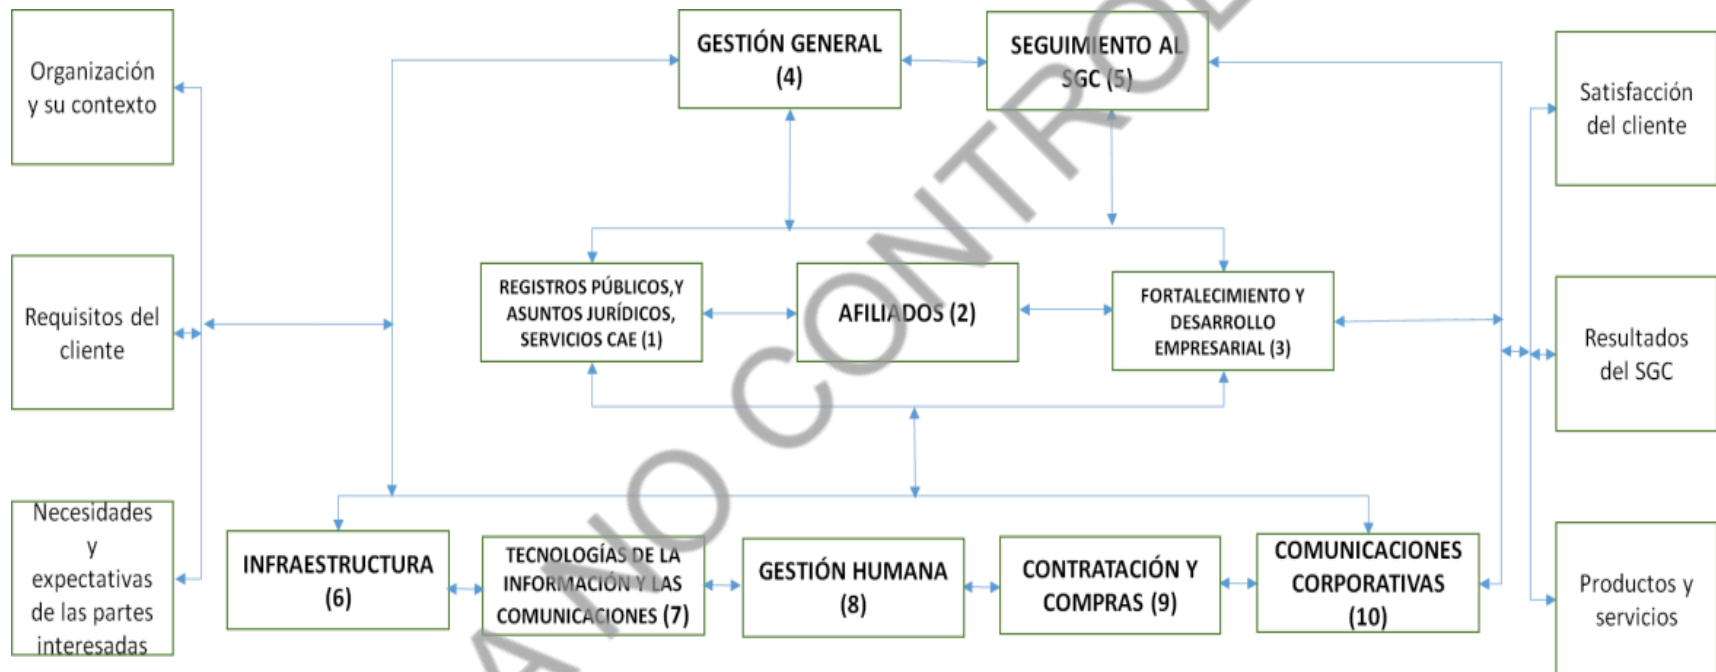 Organización
y su contexto
Requisitos del
cliente
Necesidades
y
expectativas
de las partes
interesadas
GESTIÓN GENERAL
(4)
SEGUIMIENTO AL
SGC (5)
REGISTROS PÚBLICOS,Y
ASUNTOS JURÍDICOS,
SERVICIOS CAE (1)
AFILIADOS (2)
FORTALECIMIENTO Y
DESARROLLO
EMPRESARIAL (3)
INFRAESTRUCTURA
(6)
TECNOLOGÍAS DE LA
INFORMACIÓN Y LAS
COMUNICACIONES (7)
GESTIÓN HUMANA
(8)
CONTRATACIÓN Y
COMPRAS (9)
COMUNICACIONES
CORPORATIVAS
(10)
Satisfacción
del cliente
Resultados
del SGC
Productos y
servicios
A NO CONTROL